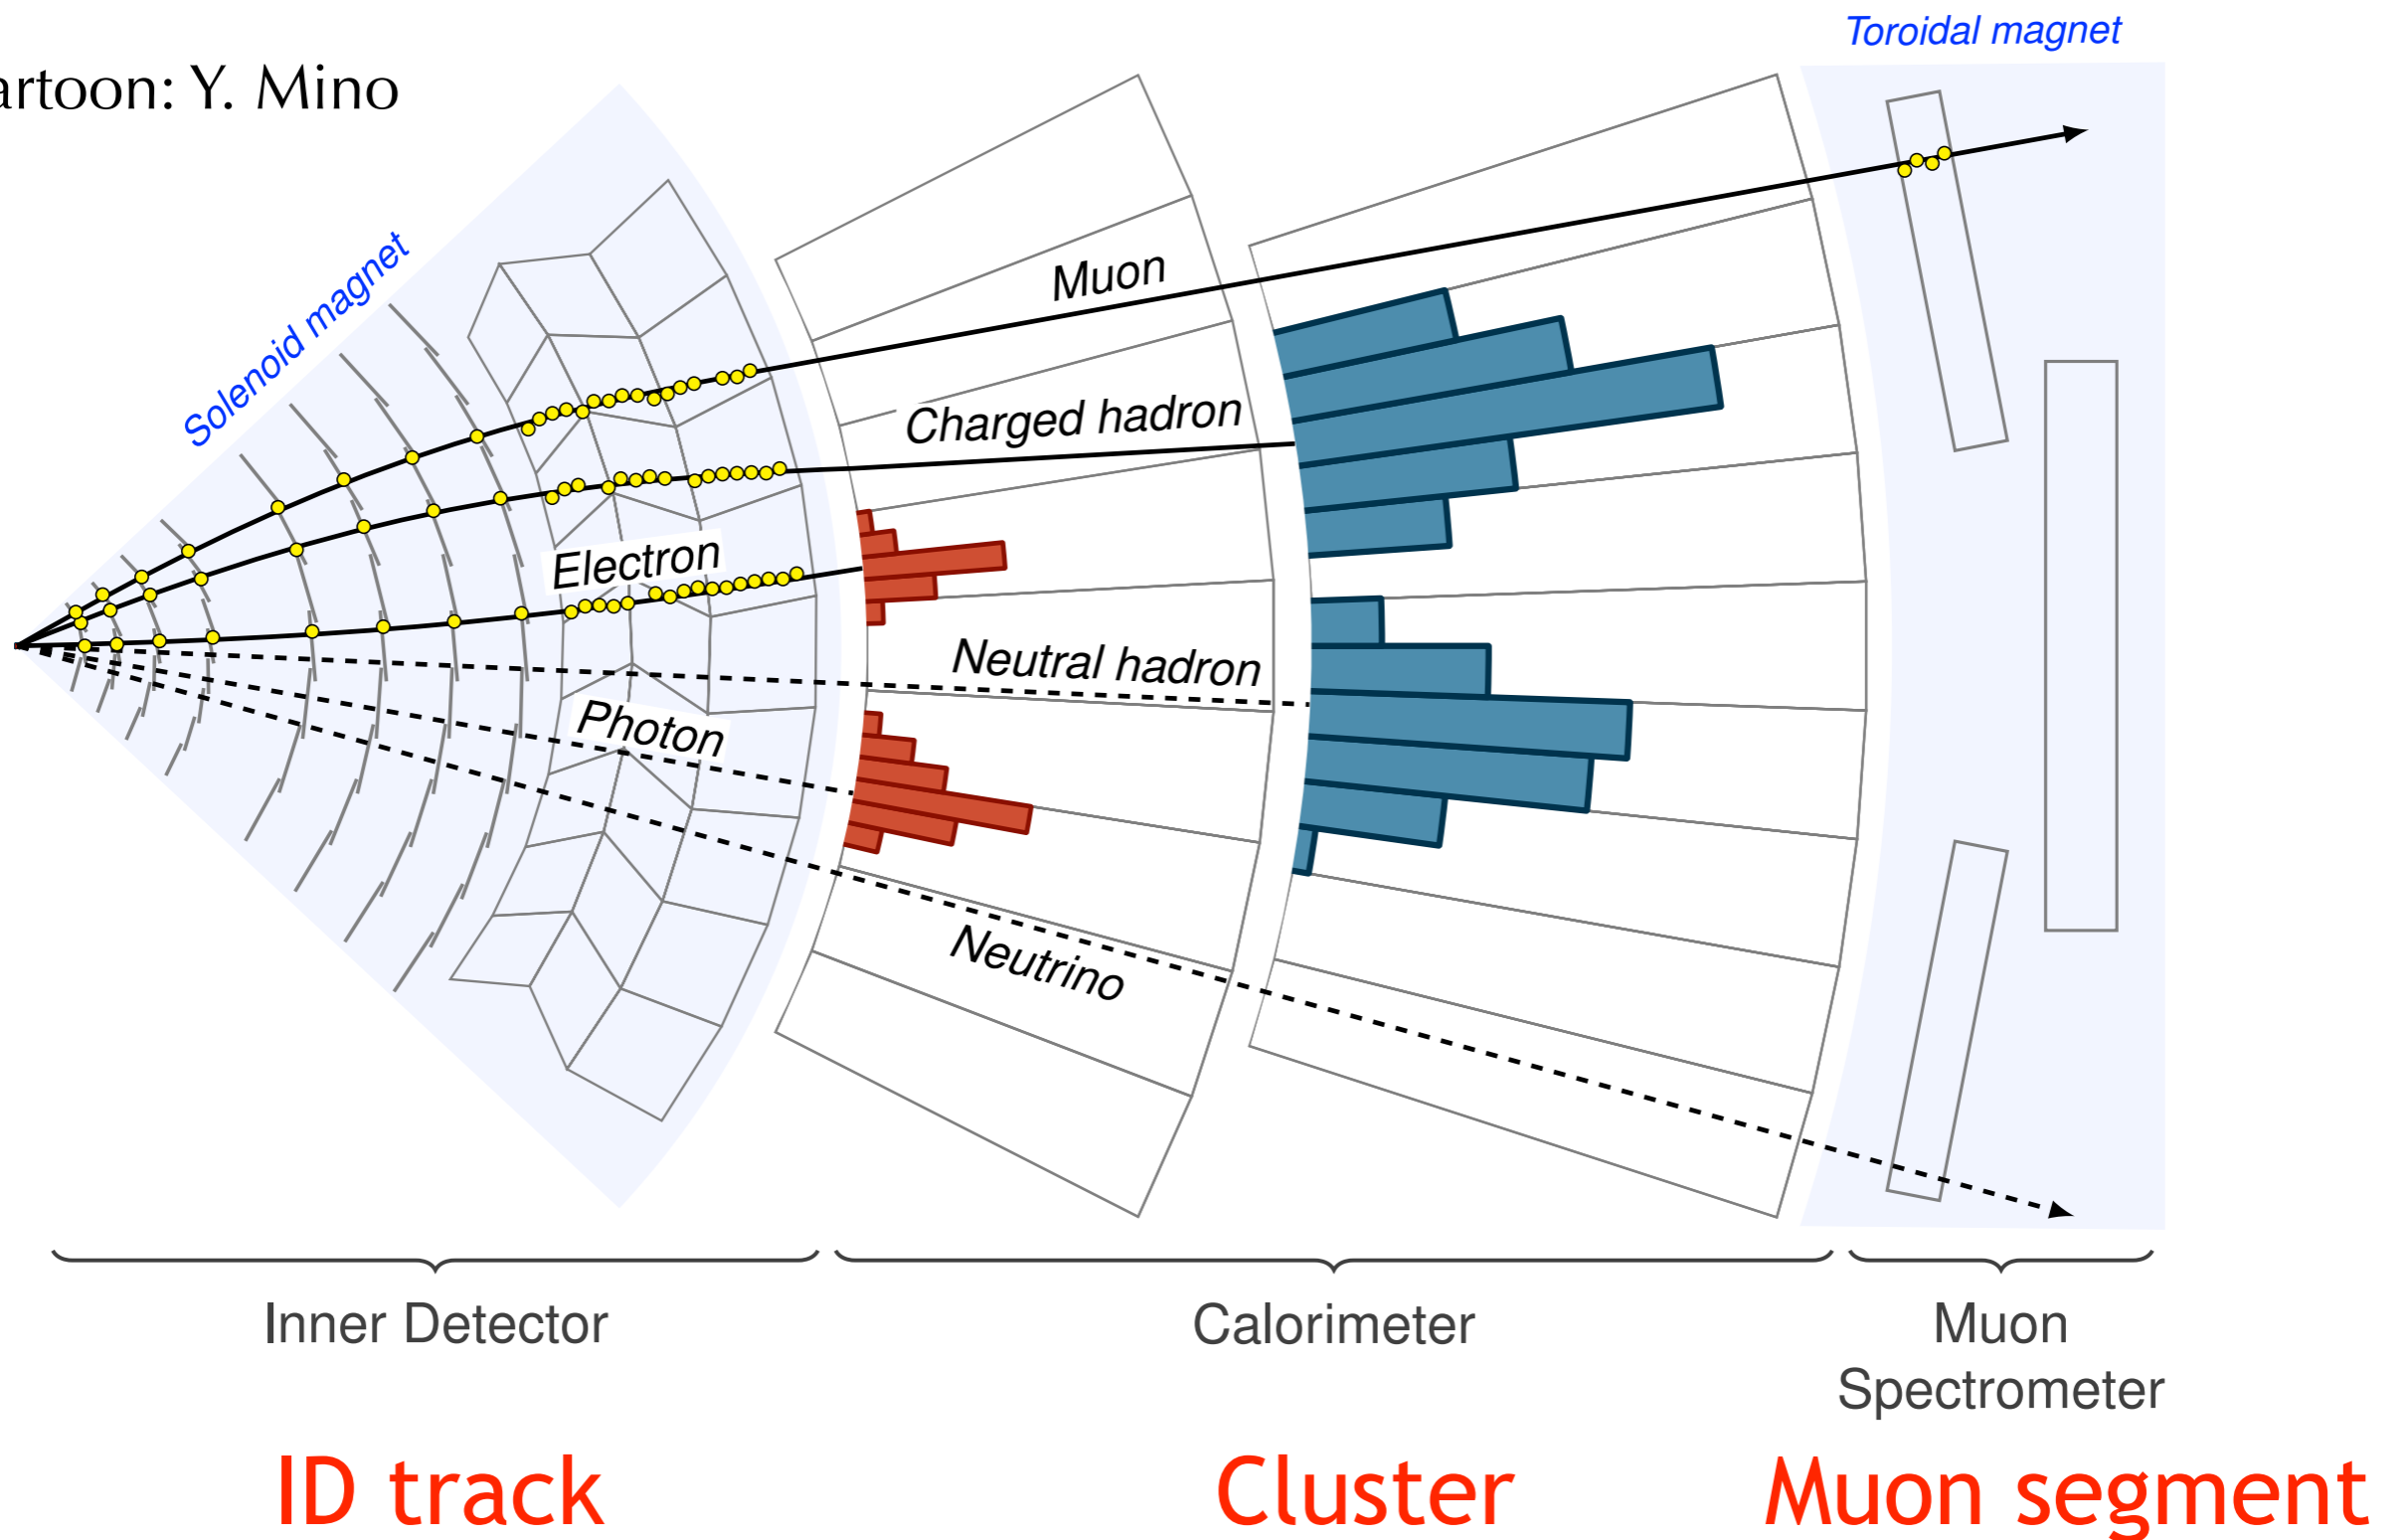 Toroidal magnet
artoon: Y. Mino
Solenoid magnet
Muon
Charged hadron
Electron
Neutral hadron
Photon
Neutrino
Inner Detector
Calorimeter
Muon
Spectrometer
ID track
Cluster
Muon segment